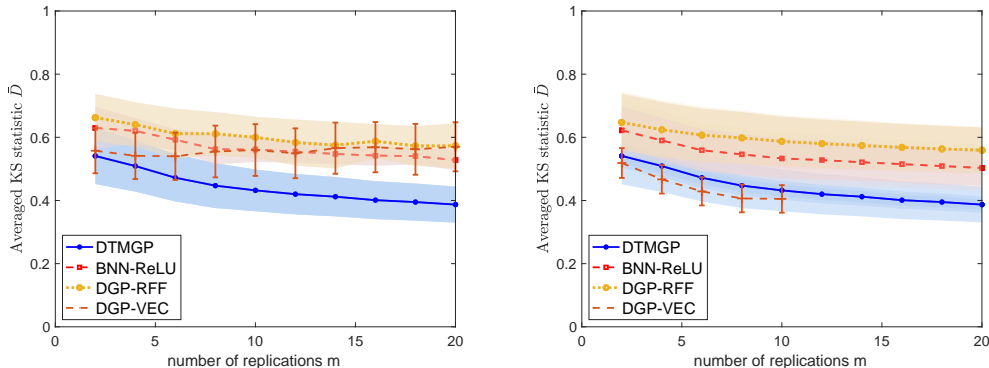 1
0.8
0.6
0.4
0.2
0
0 5 10 15 20
Averaged KS statistic D̄
number of replications m
DTMGP
BNN-ReLU
DGP-RFF
DGP-VEC
1
0.8
0.6
0.4
0.2
0
0 5 10 15 20
Averaged KS statistic D̄
number of replications m
DTMGP
BNN-ReLU
DGP-RFF
DGP-VEC